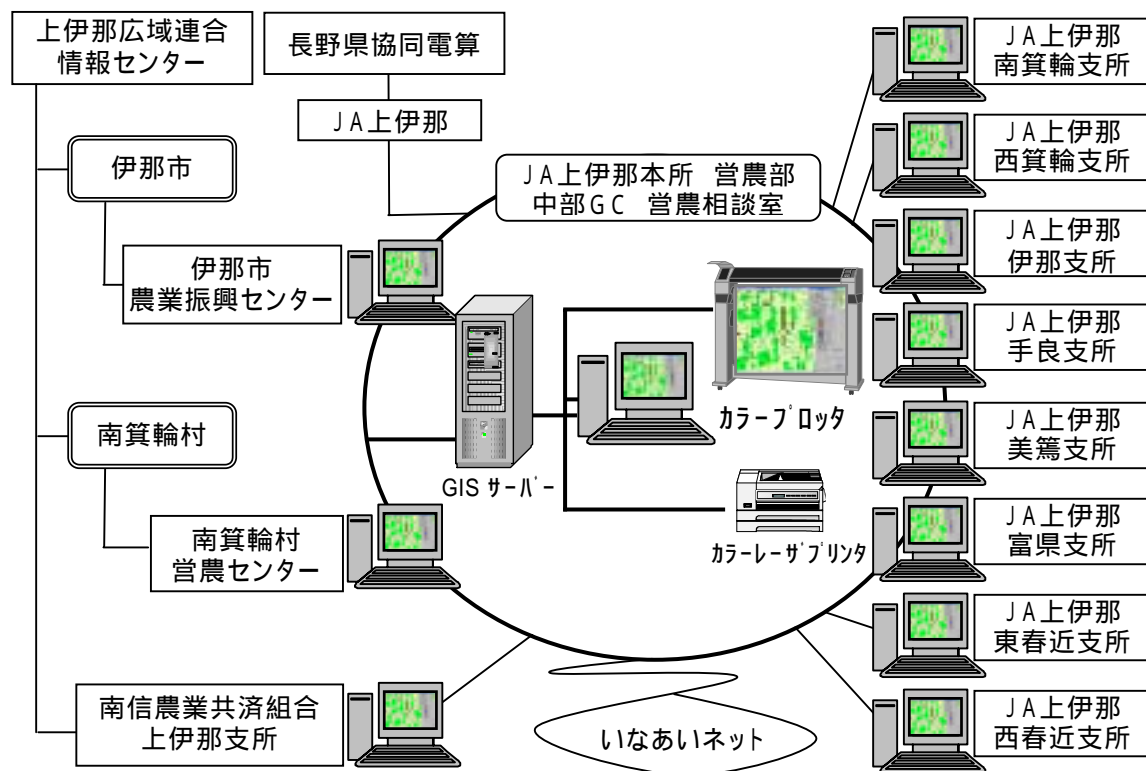 上伊那広域連合
情報センター
長野県協同電算
JA上伊那
伊那市
伊那市
農業振興センター
南箕輪村
南箕輪村
営農センター
南信農業共済組合
上伊那支所
JA上伊那本所 営農部
中部GC 営農相談室
GIS サーバー
カラープロッタ
カラーレーザプリンタ
いなあいネット
JA上伊那
南箕輪支所
JA上伊那
西箕輪支所
JA上伊那
伊那支所
JA上伊那
手良支所
JA上伊那
美篶支所
JA上伊那
富県支所
JA上伊那
東春近支所
JA上伊那
西春近支所